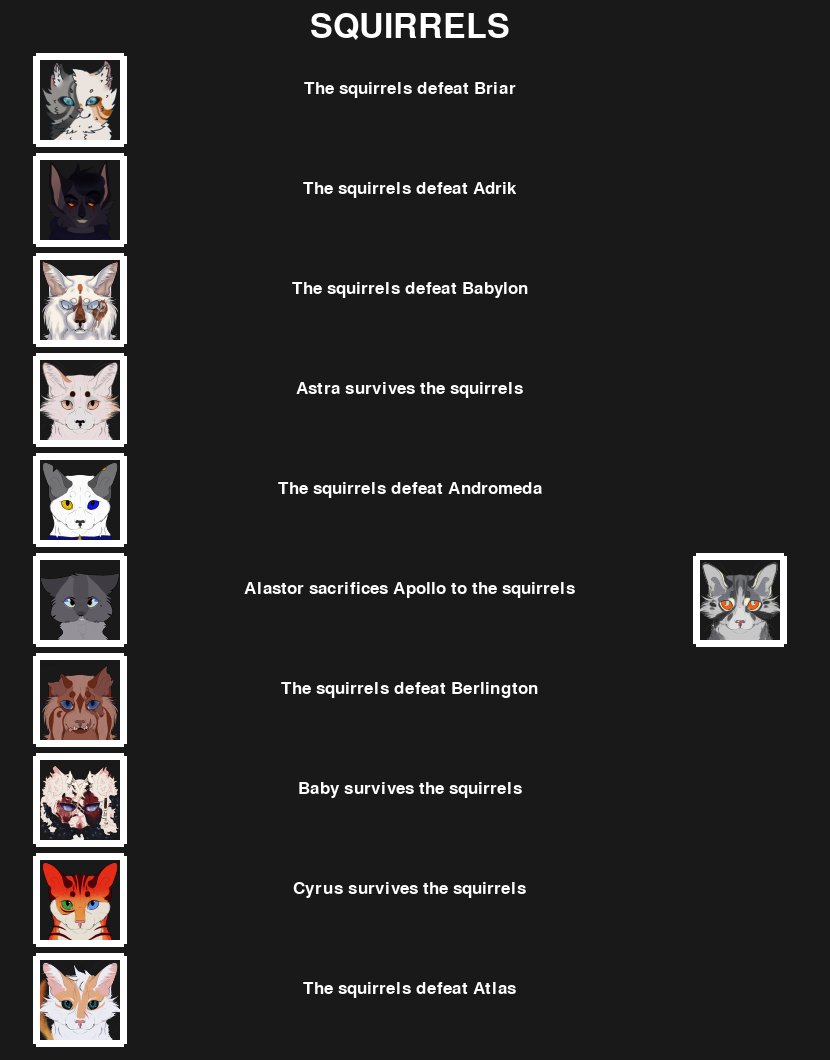 SQUIRRELS
The squirrels defeat Briar
The squirrels defeat Adrik
The squirrels defeat Babylon
Astra survives the squirrels
The squirrels defeat Andromeda
Alastor sacrifices Apollo to the squirrels
The squirrels defeat Berlington
Baby survives the squirrels
Cyrus survives the squirrels
The squirrels defeat Atlas